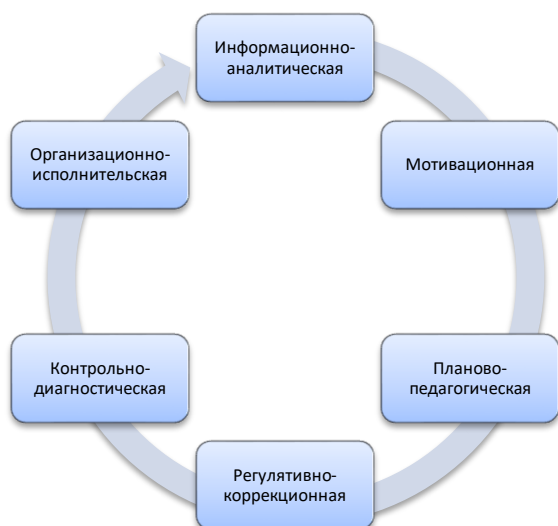 Информационно-
аналитическая
Мотивационная
Планово-
педагогическая
Регулятивно-
коррекционная
Контрольно-
диагностическая
Организационно-
исполнительская